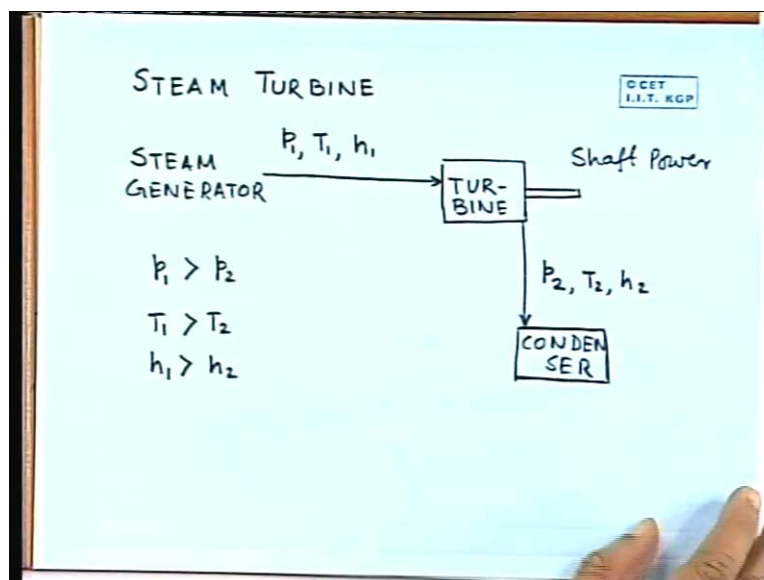 STEAM TURBINE
© CET
I.I.T. KGP
STEAM
GENERATOR
p₁, T₁, h₁
TUR-
BINE
Shaft Power
p₁ > p₂
T₁ > T₂
h₁ > h₂
p₂, T₂, h₂
CONDEN
SER